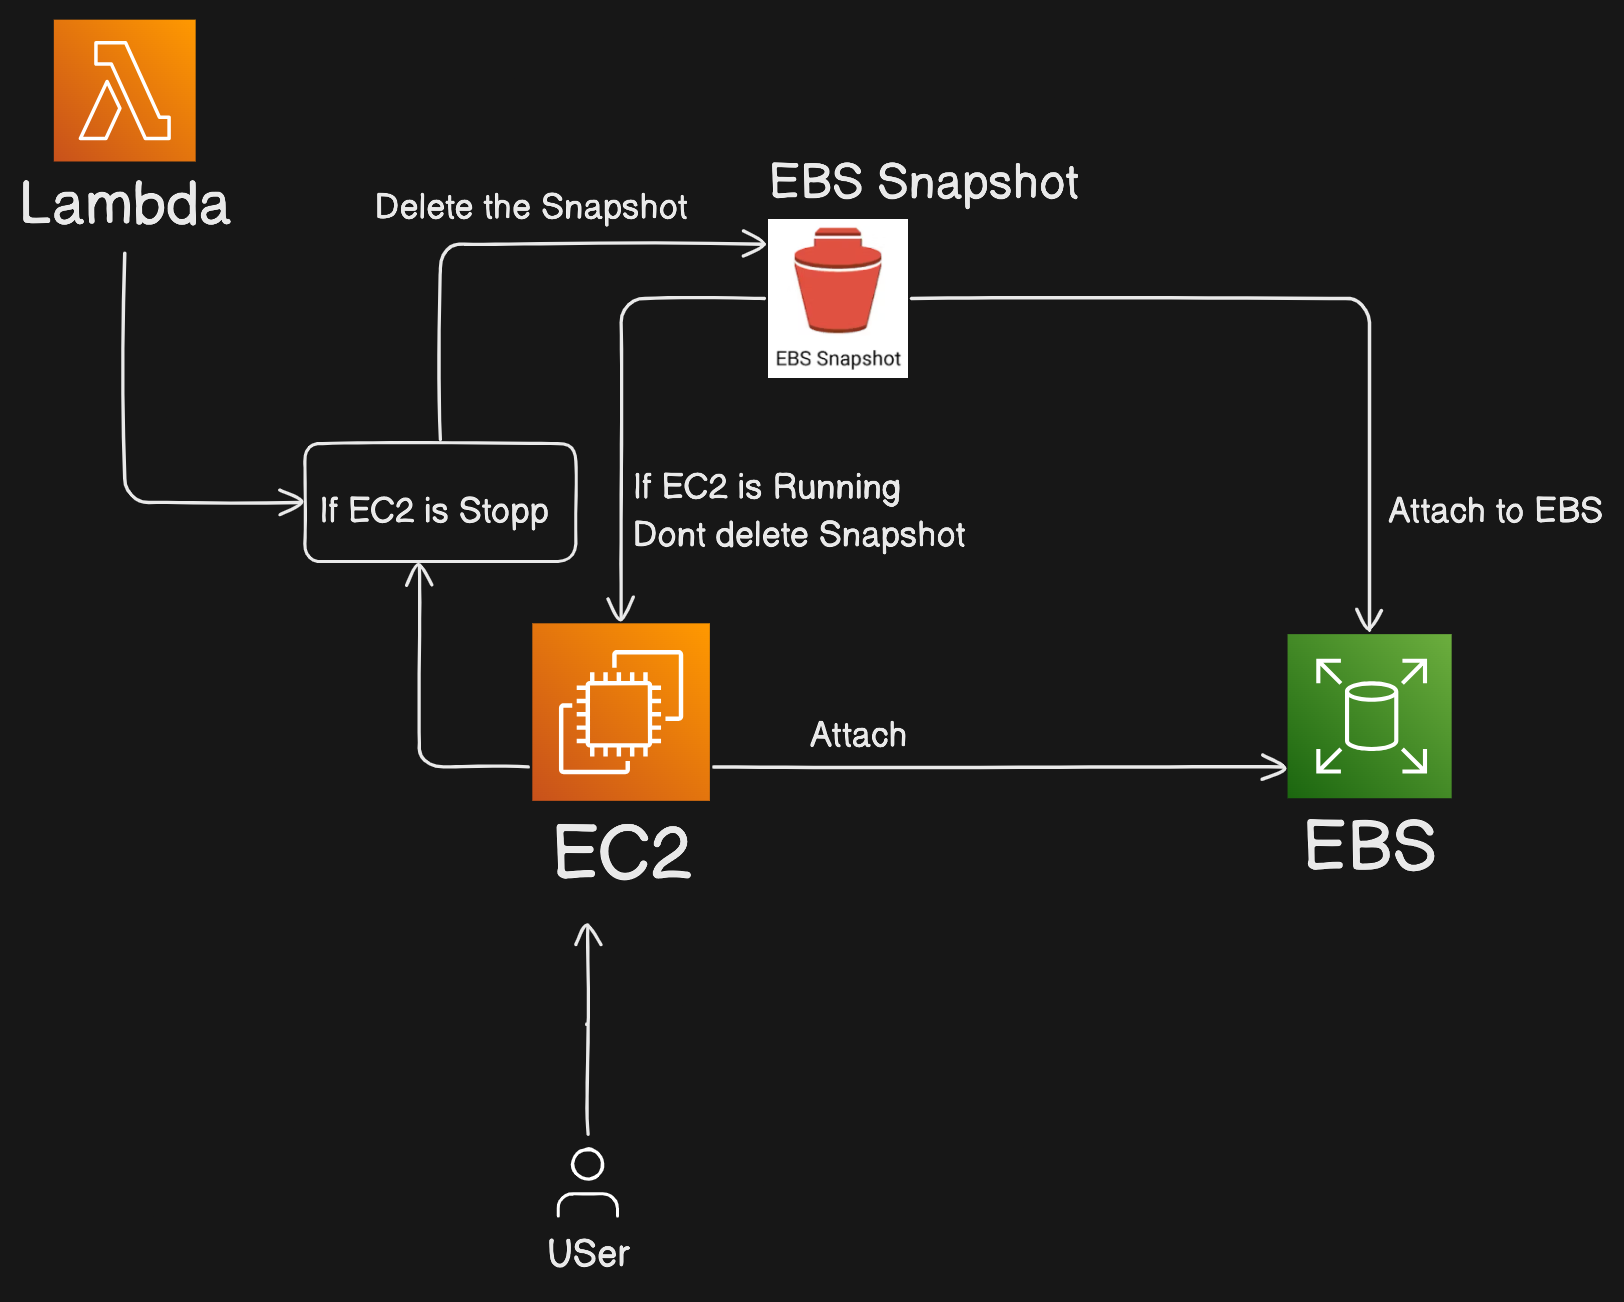 Lambda
Delete the Snapshot
EBS Snapshot
EBS Snapshot
If EC2 is Stopp
If EC2 is Running
Dont delete Snapshot
Attach to EBS
Attach
EC2
EBS
USer